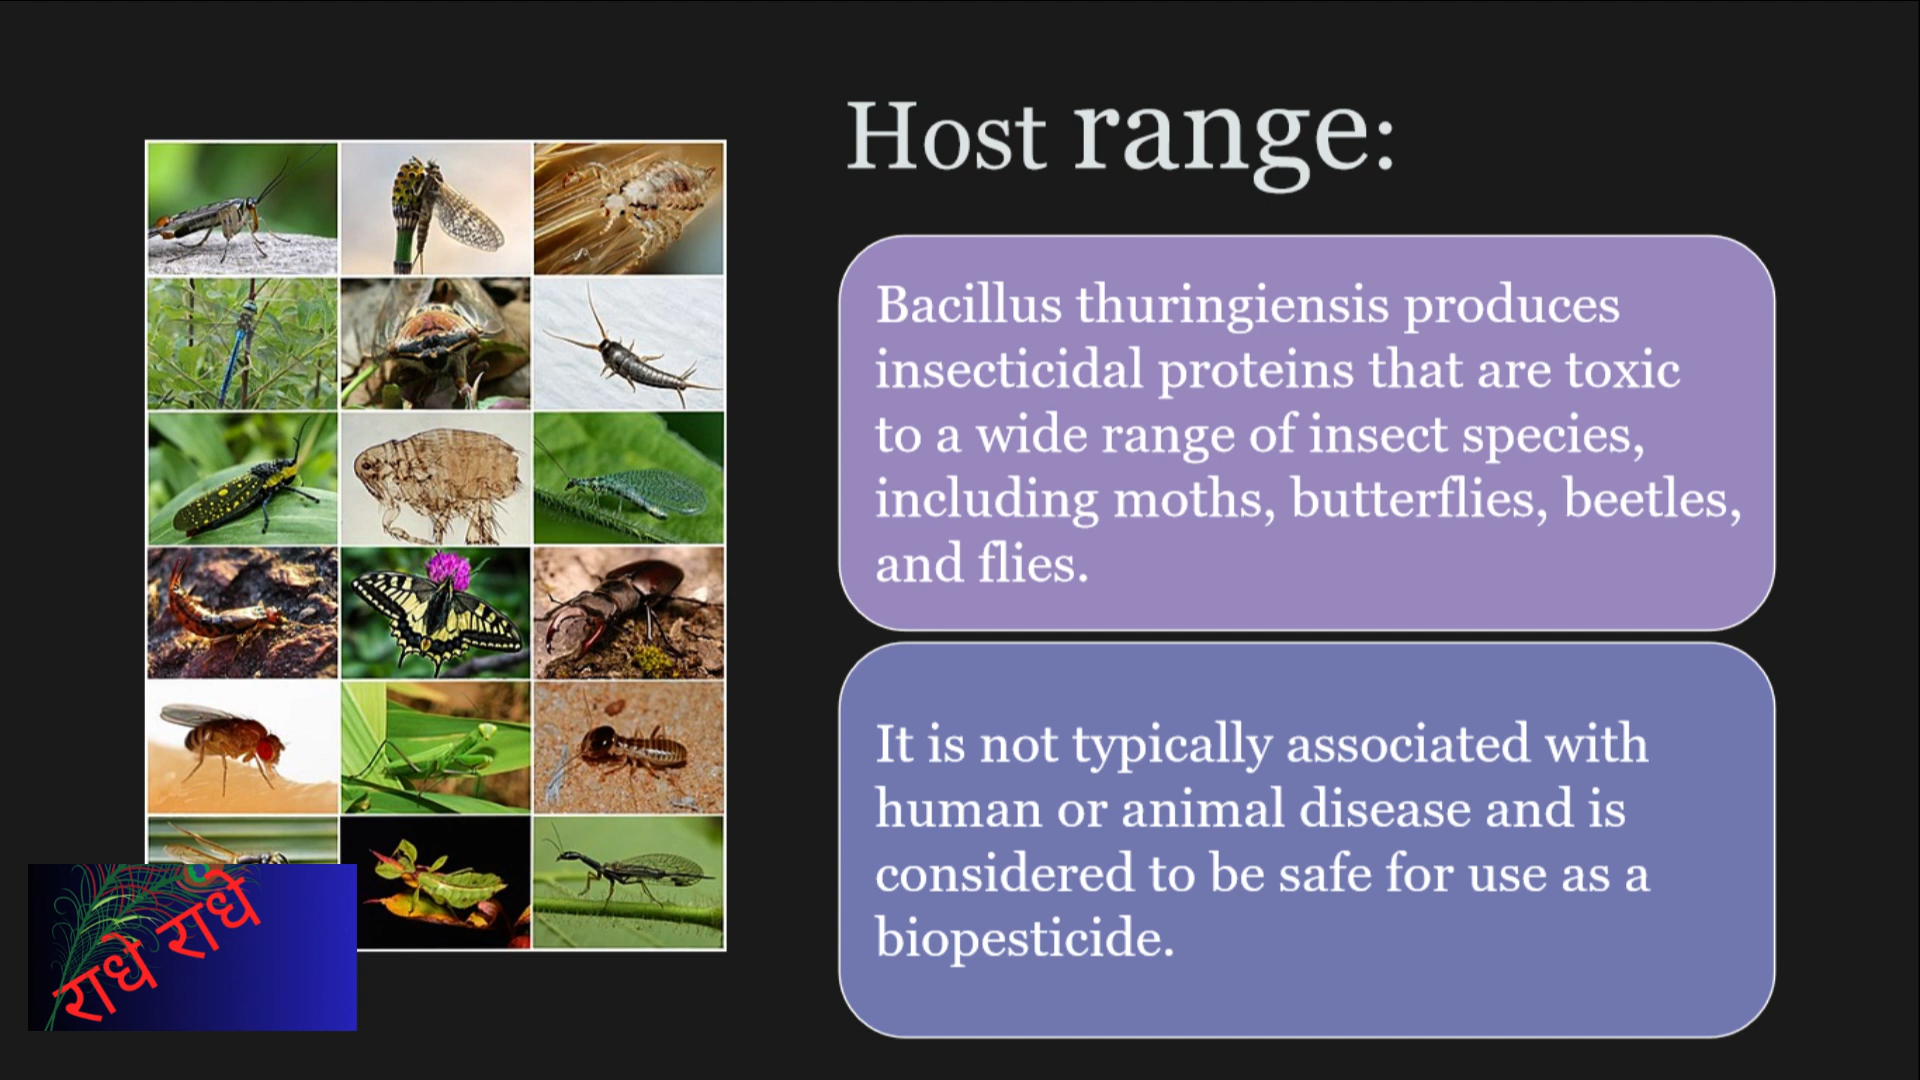 Host range:
Bacillus thuringiensis produces
insecticidal proteins that are toxic
to a wide range of insect species,
including moths, butterflies, beetles,
and flies.
It is not typically associated with
human or animal disease and is
considered to be safe for use as a
biopesticide.
राधे राधे